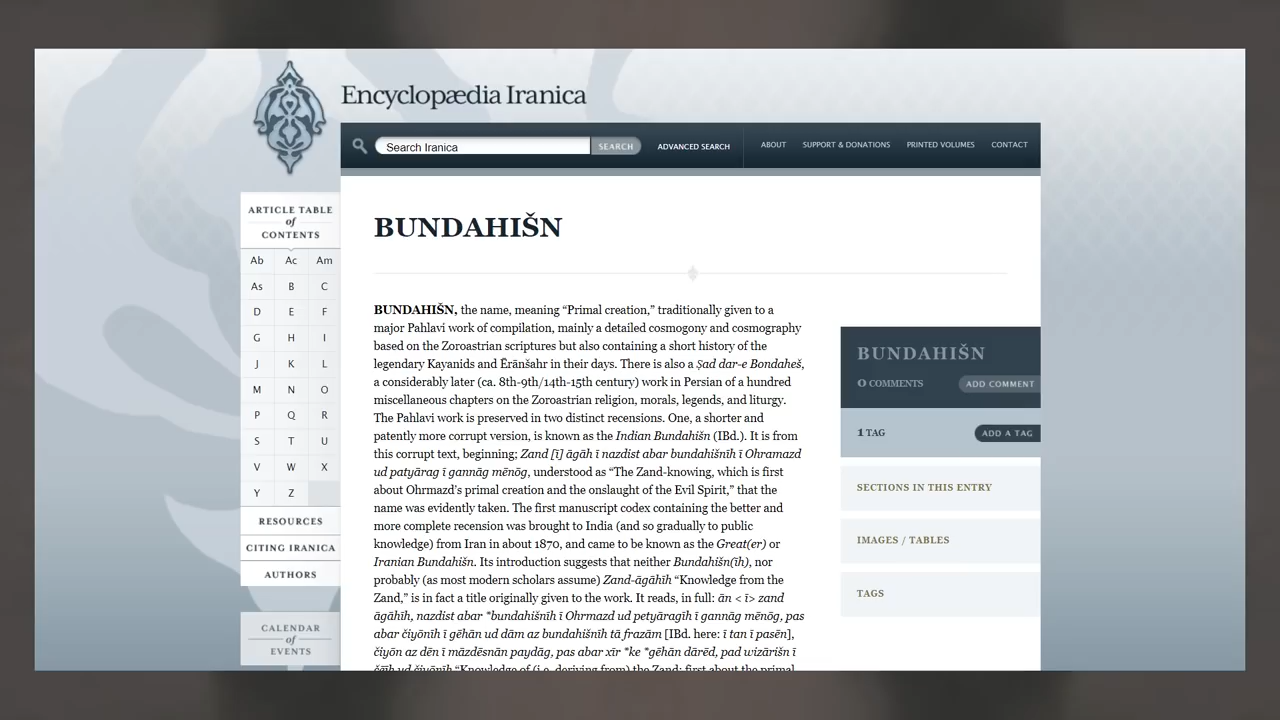 Encyclopædia Iranica
Search Iranica
SEARCH
ADVANCED SEARCH
ABOUT
SUPPORT & DONATIONS
PRINTED VOLUMES
CONTACT
ARTICLE TABLE
of
CONTENTS
Ab Ac Am
As B C
D E F
G H I
J K L
M N O
P Q R
S T U
V W X
Y Z
RESOURCES
CITING IRANICA
AUTHORS
CALENDAR
of
EVENTS
BUNDAHIŠN
BUNDAHIŠN, the name, meaning “Primal creation,” traditionally given to a
major Pahlavi work of compilation, mainly a detailed cosmogony and cosmography
based on the Zoroastrian scriptures but also containing a short history of the
legendary Kayanids and Ērānšahr in their days. There is also a Ṣad dar-e Bondaheš,
a considerably later (ca. 8th-9th/14th-15th century) work in Persian of a hundred
miscellaneous chapters on the Zoroastrian religion, morals, legends, and liturgy.
The Pahlavi work is preserved in two distinct recensions. One, a shorter and
patently more corrupt version, is known as the Indian Bundahišn (IBd.). It is from
this corrupt text, beginning; Zand [ī] āgāh ī nazdist abar bundahišnīh ī Ohramazd
ud patyārag ī gannāg mēnōg, understood as “The Zand-knowing, which is first
about Ohrmazd’s primal creation and the onslaught of the Evil Spirit,” that the
name was evidently taken. The first manuscript codex containing the better and
more complete recension was brought to India (and so gradually to public
knowledge) from Iran in about 1870, and came to be known as the Great(er) or
Iranian Bundahišn. Its introduction suggests that neither Bundahišn(īh), nor
probably (as most modern scholars assume) Zand-āgāhīh “Knowledge from the
Zand,” is in fact a title originally given to the work. It reads, in full: ān < ī> zand
āgāhīh, nazdist abar *bundahišnīh ī Ohrmazd ud petyāragīh ī gannāg mēnōg, pas
abar čiyōnīh ī gēhān ud dām az bundahišnīh tā frazām [IBd. here: ī tan ī pasēn],
čiyōn az dēn ī māzdēsnān paydāg, pas abar xīr *ke *gēhān dārēd, pad wizārišn ī
čēīh ud čiyōnīh “Knowledge of (i.e. deriving from) the Zand: first about the primal
BUNDAHIŠN
0 COMMENTS
ADD COMMENT
1 TAG
ADD A TAG
SECTIONS IN THIS ENTRY
IMAGES / TABLES
TAGS